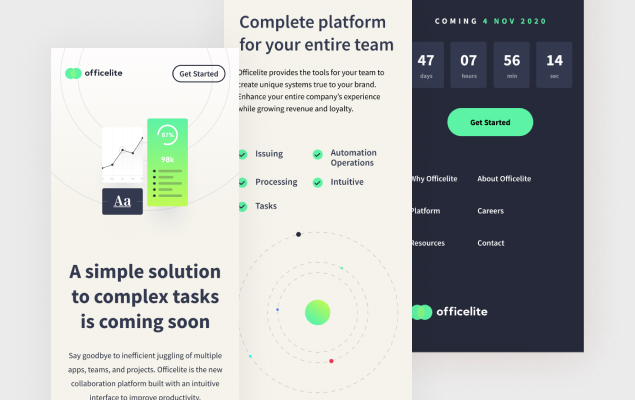 officelite
Get Started
87%
98k
Aa
A simple solution
to complex tasks
is coming soon
Say goodbye to inefficient juggling of multiple
apps, teams, and projects. Officelite is the new
collaboration platform built with an intuitive
interface to improve productivity.
Complete platform
for your entire team
Officelite provides the tools for your team to
create unique systems true to your brand.
Enhance your entire company's experience
while growing revenue and loyalty.
Issuing
Automation
Operations
Processing
Intuitive
Tasks
COMING 4 NOV 2020
47 07 56 14
days hours min sec
Get Started
Why Officelite About Officelite
Platform Careers
Resources Contact
officelite